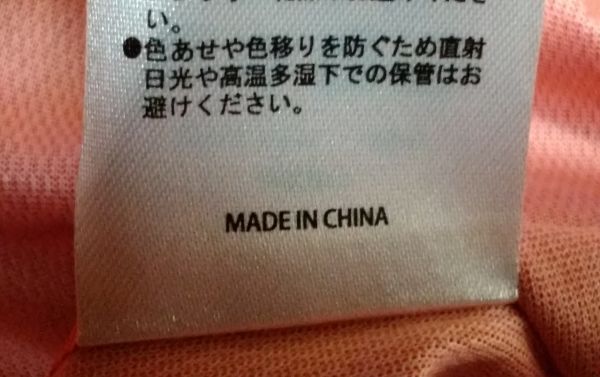 い。
●色あせや色移りを防ぐため直射
日光や高温多湿下での保管はお
避けください。
MADE IN CHINA